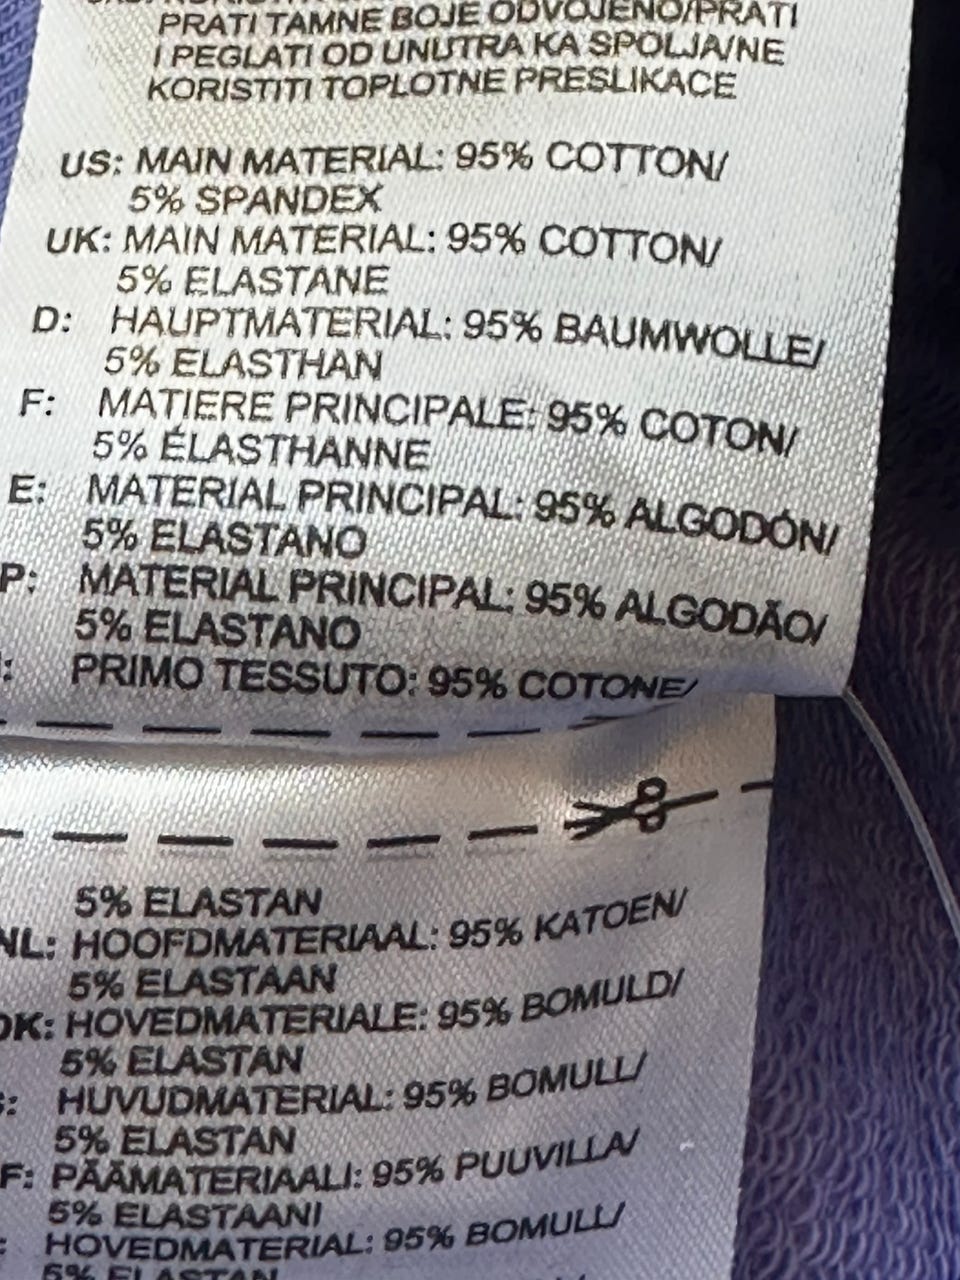 PRATI TAMNE BOJE ODVOJENO/PRATI
I PEGLATI OD UNUTRA KA SPOLJA/NE
KORISTITI TOPLOTNE PRESLIKACE
US: MAIN MATERIAL: 95% COTTON/
5% SPANDEX
UK: MAIN MATERIAL: 95% COTTON/
5% ELASTANE
D: HAUPTMATERIAL: 95% BAUMWOLLE/
5% ELASTHAN
F: MATIERE PRINCIPALE: 95% COTON/
5% ÉLASTHANNE
E: MATERIAL PRINCIPAL: 95% ALGODÓN/
5% ELASTANO
P: MATERIAL PRINCIPAL: 95% ALGODÃO/
5% ELASTANO
: PRIMO TESSUTO: 95% COTONE/
5% ELASTAN
NL: HOOFDMATERIAAL: 95% KATOEN/
5% ELASTAAN
DK: HOVEDMATERIALE: 95% BOMULD/
5% ELASTAN
: HUVUDMATERIAL: 95% BOMULL/
5% ELASTAN
F: PÄÄMATERIAALI: 95% PUUVILLA/
5% ELASTAANI
: HOVEDMATERIAL: 95% BOMULL/
5% ELASTAN